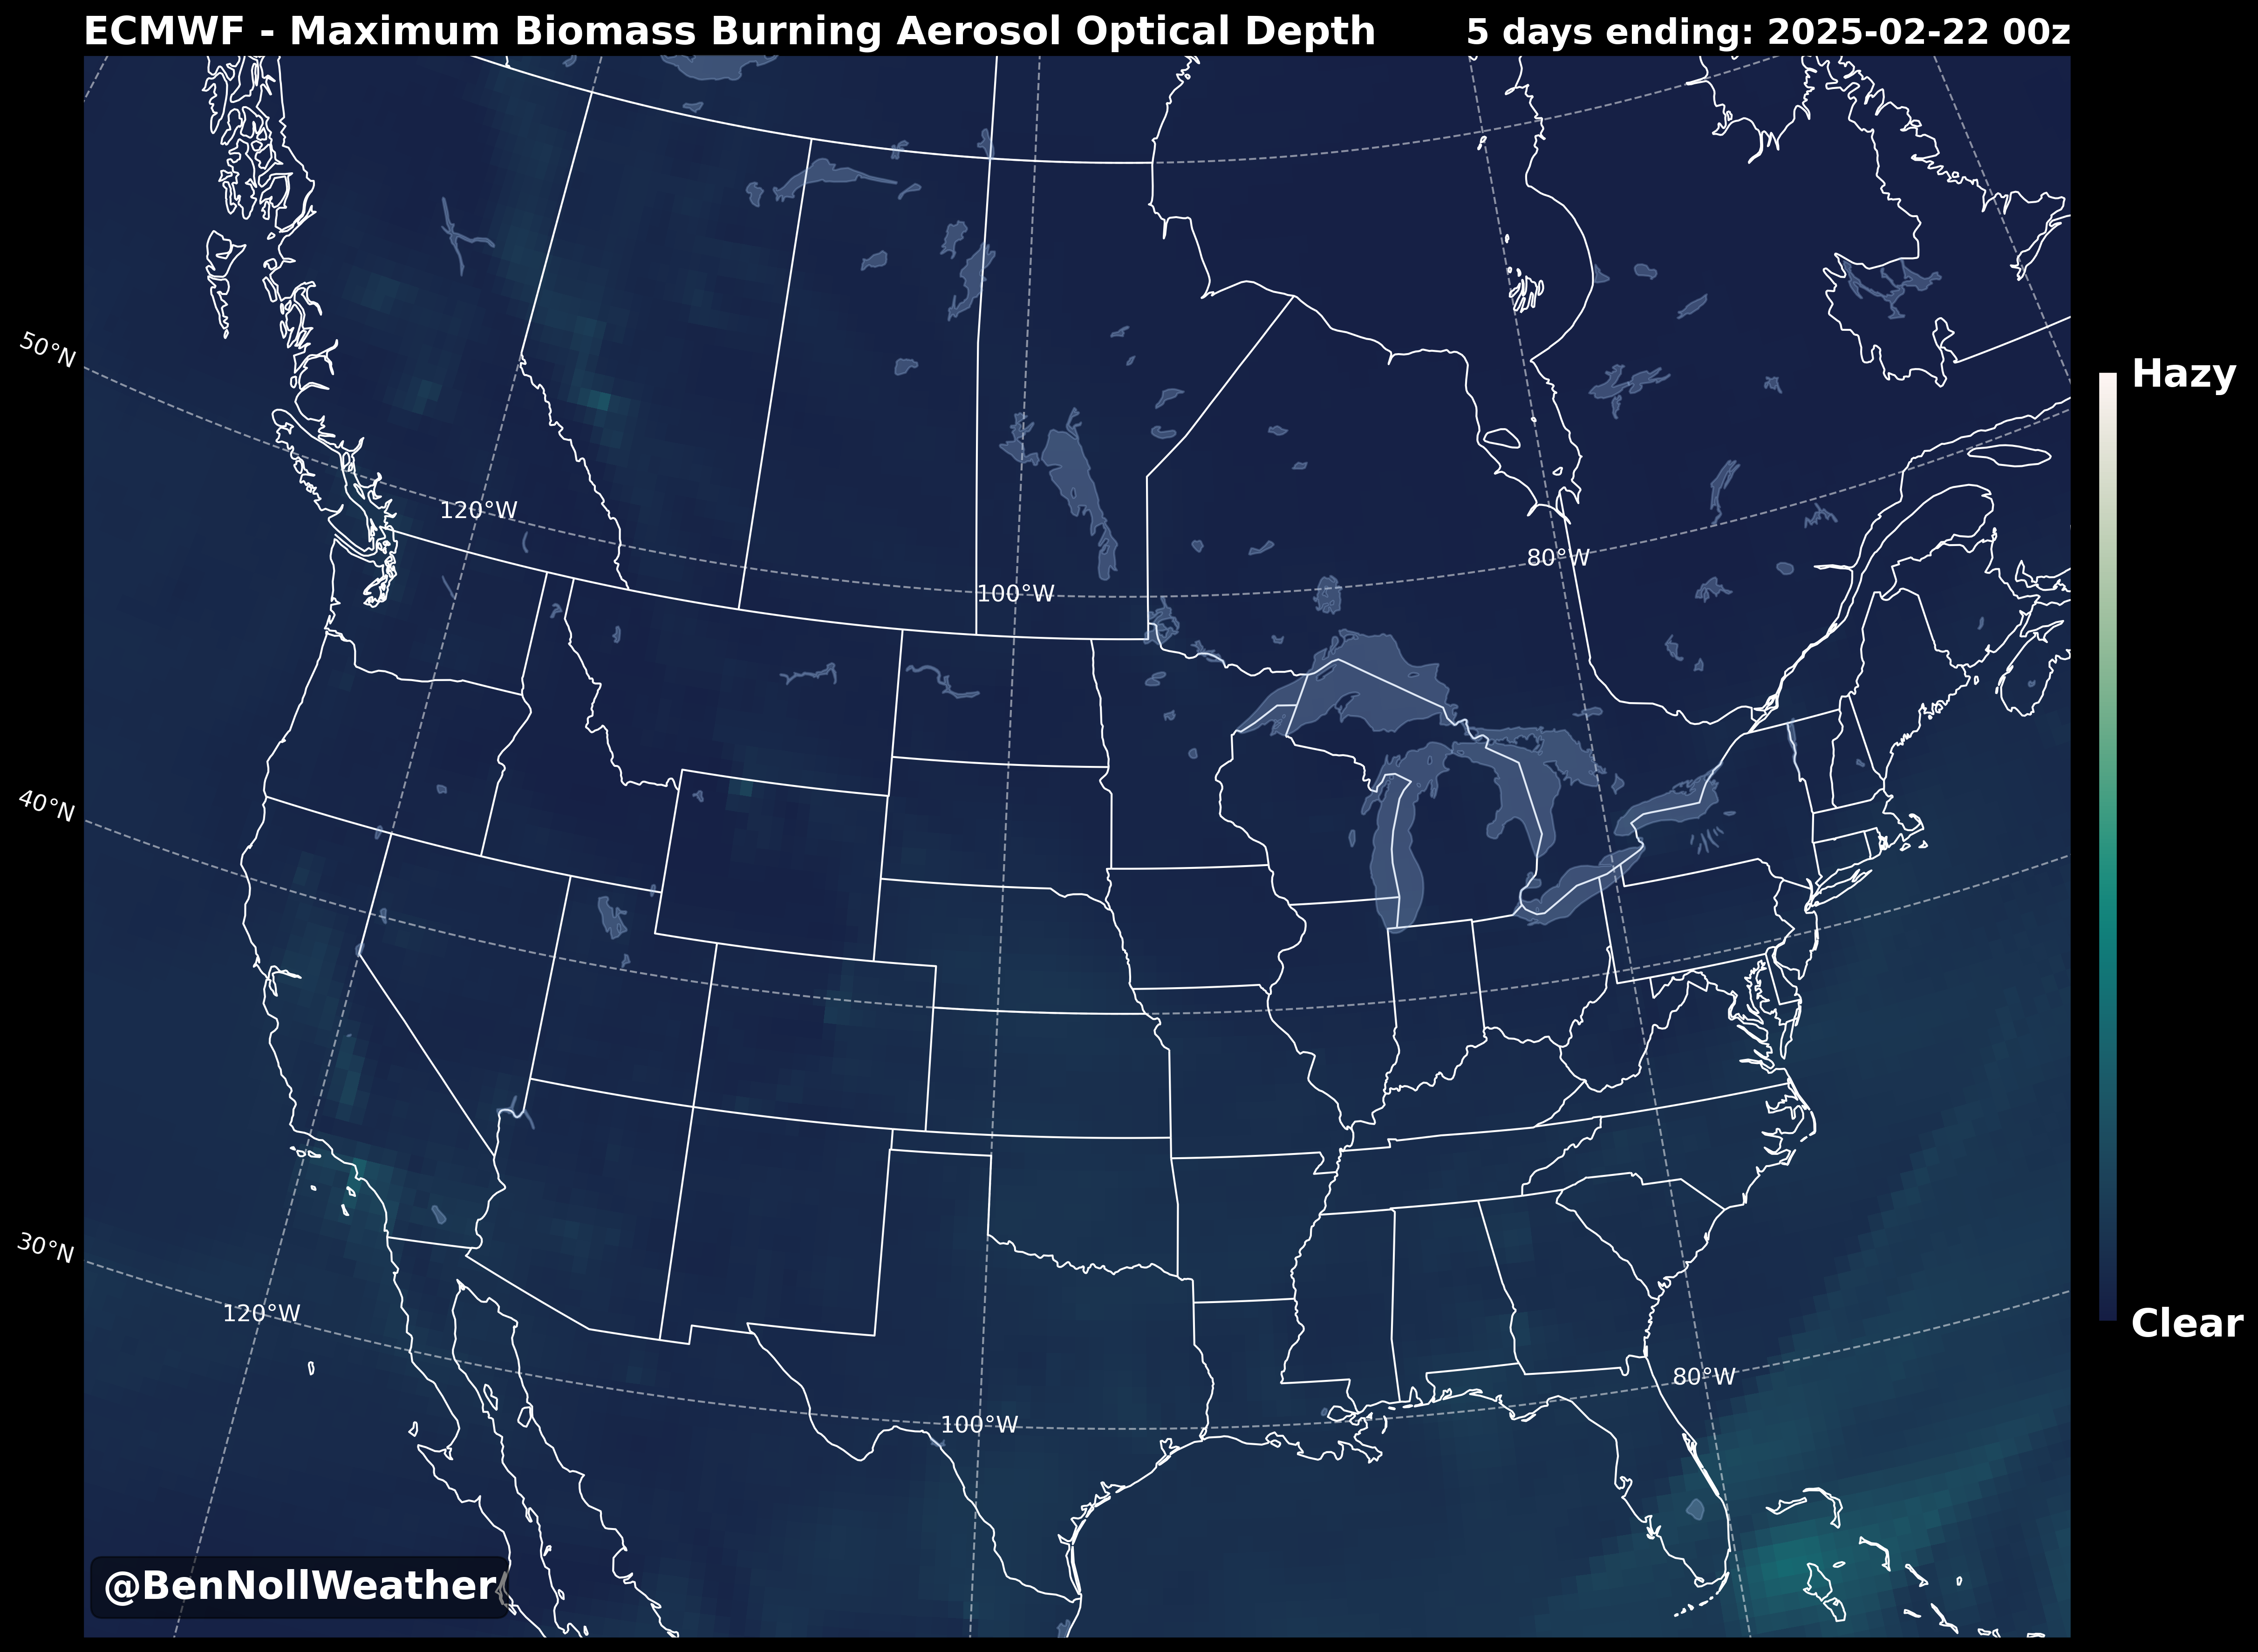 ECMWF - Maximum Biomass Burning Aerosol Optical Depth
5 days ending: 2025-02-22 00z
50°N
120°W
100°W
80°W
40°N
30°N
120°W
100°W
80°W
Hazy
Clear
@BenNollWeather